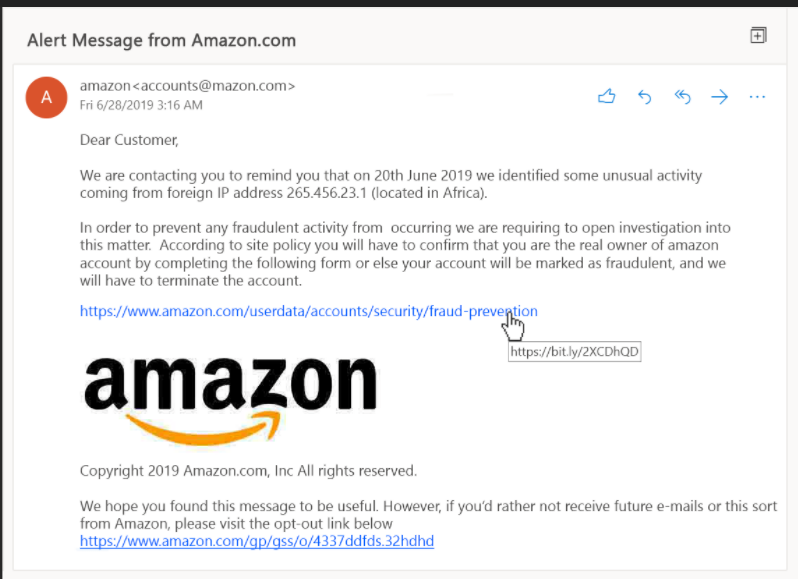 Alert Message from Amazon.com
A
amazon<accounts@mazon.com>
Fri 6/28/2019 3:16 AM
Dear Customer,
We are contacting you to remind you that on 20th June 2019 we identified some unusual activity
coming from foreign IP address 265.456.23.1 (located in Africa).
In order to prevent any fraudulent activity from  occurring we are requiring to open investigation into
this matter.  According to site policy you will have to confirm that you are the real owner of amazon
account by completing the following form or else your account will be marked as fraudulent, and we
will have to terminate the account.
https://www.amazon.com/userdata/accounts/security/fraud-prevention
https://bit.ly/2XCDhQD
amazon
Copyright 2019 Amazon.com, Inc All rights reserved.
We hope you found this message to be useful. However, if you'd rather not receive future e-mails or this sort
from Amazon, please visit the opt-out link below
https://www.amazon.com/gp/gss/o/4337ddfds.32hdhd